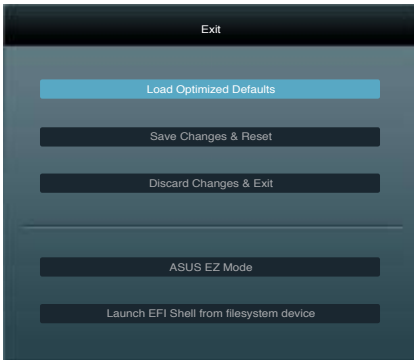 Exit
Load Optimized Defaults
Save Changes & Reset
Discard Changes & Exit
ASUS EZ Mode
Launch EFI Shell from filesystem device